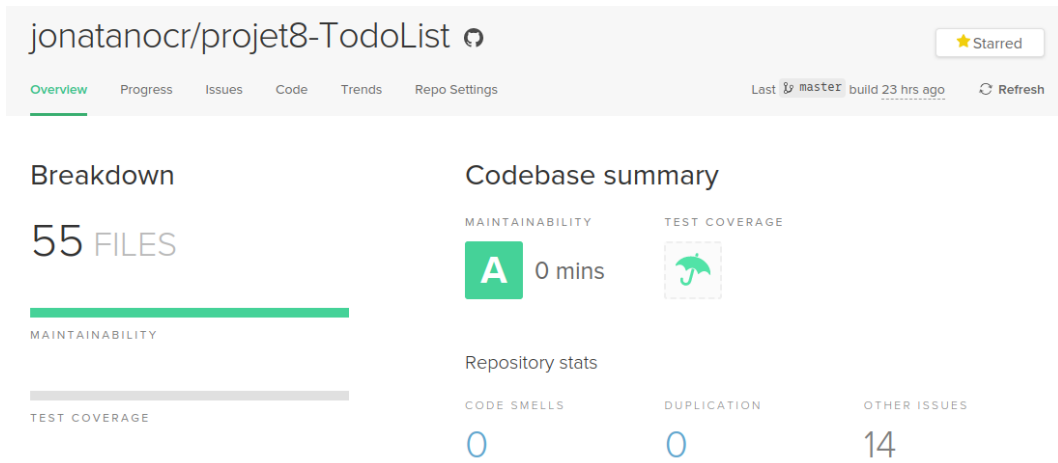 jonatanocr/projet8-TodoList
Starred
Overview Progress Issues Code Trends Repo Settings Last master build 23 hrs ago Refresh
Breakdown
55 FILES
MAINTAINABILITY
TEST COVERAGE
Codebase summary
MAINTAINABILITY TEST COVERAGE
A 0 mins
Repository stats
CODE SMELLS DUPLICATION OTHER ISSUES
0 0 14